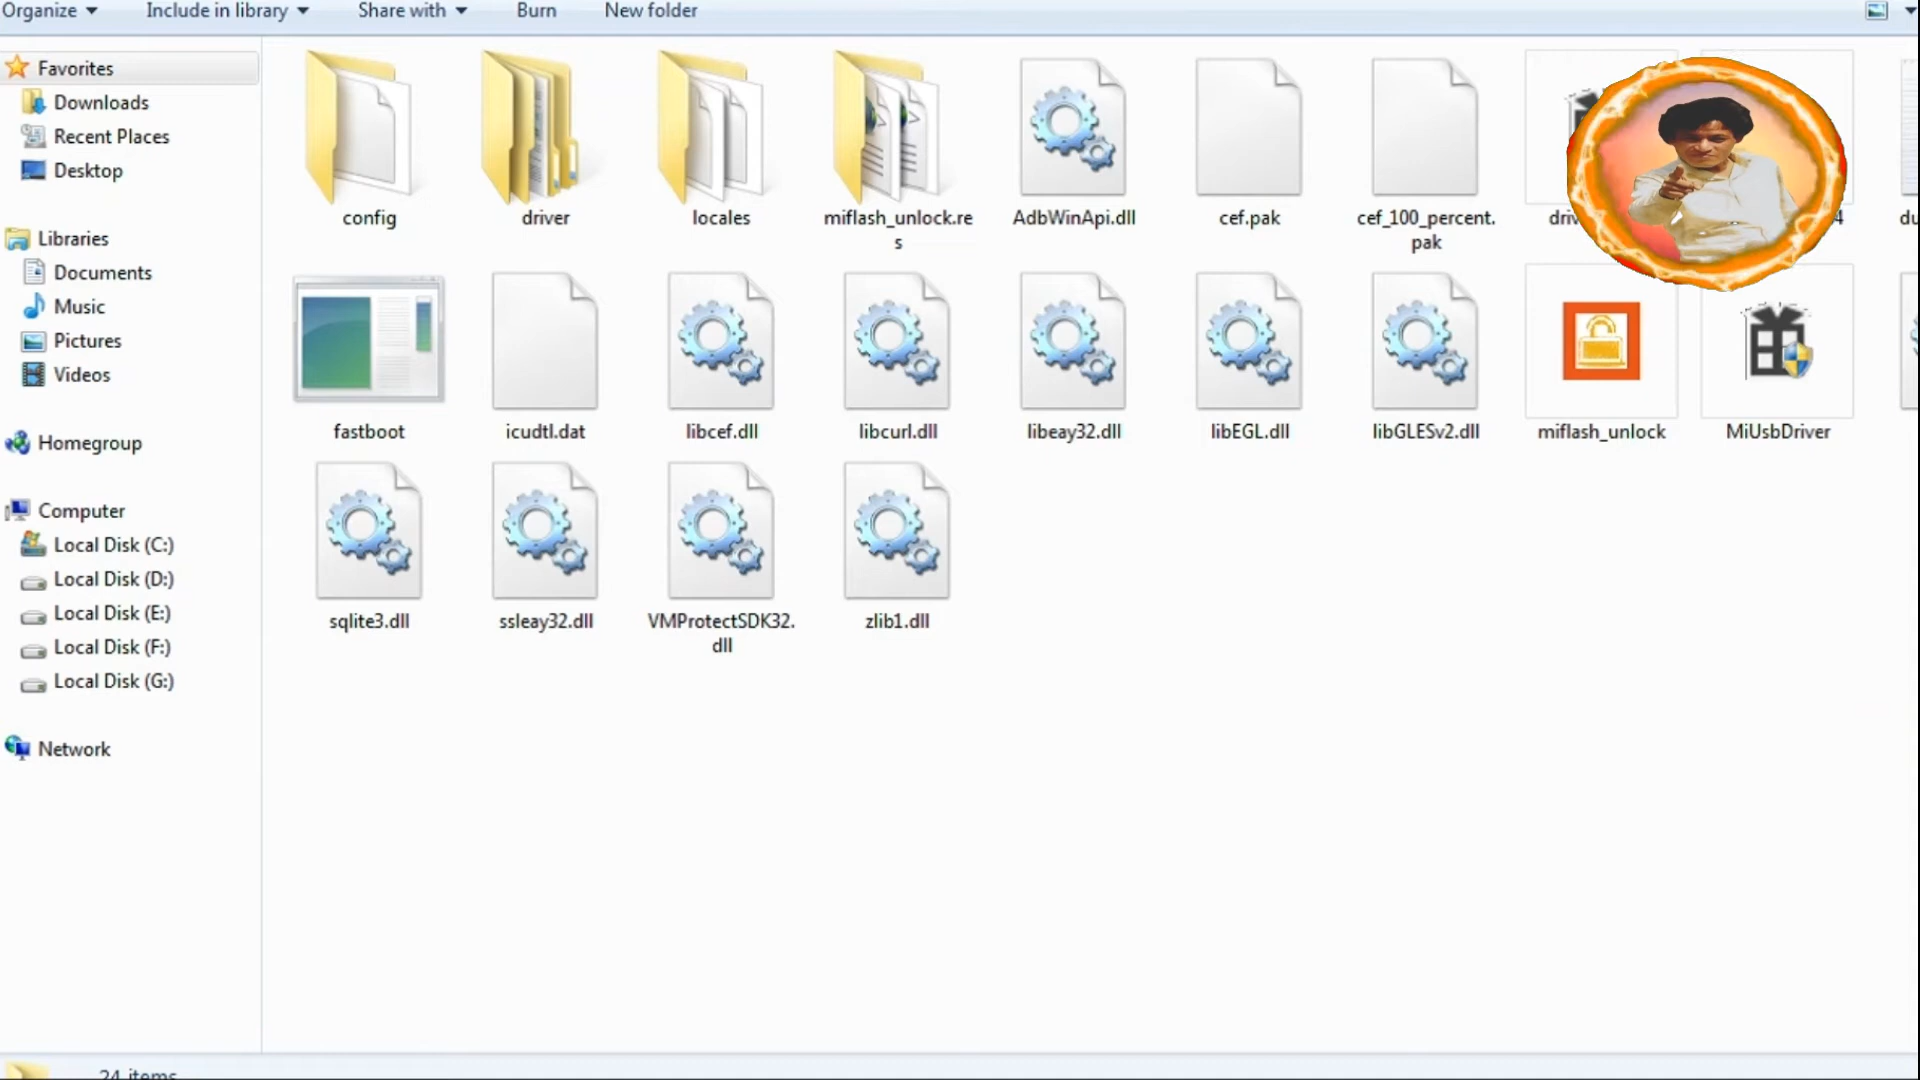 Organize Include in library Share with Burn New folder
Favorites
Downloads
Recent Places
Desktop
Libraries
Documents
Music
Pictures
Videos
Homegroup
Computer
Local Disk (C:)
Local Disk (D:)
Local Disk (E:)
Local Disk (F:)
Local Disk (G:)
Network
config driver locales miflash_unlock.re AdbWinApi.dll cef.pak cef_100_percent.
s pak
fastboot icudtl.dat libcef.dll libcurl.dll libeay32.dll libEGL.dll libGLESv2.dll miflash_unlock MiUsbDriver
sqlite3.dll ssleay32.dll VMProtectSDK32. zlib1.dll
dll
24 items